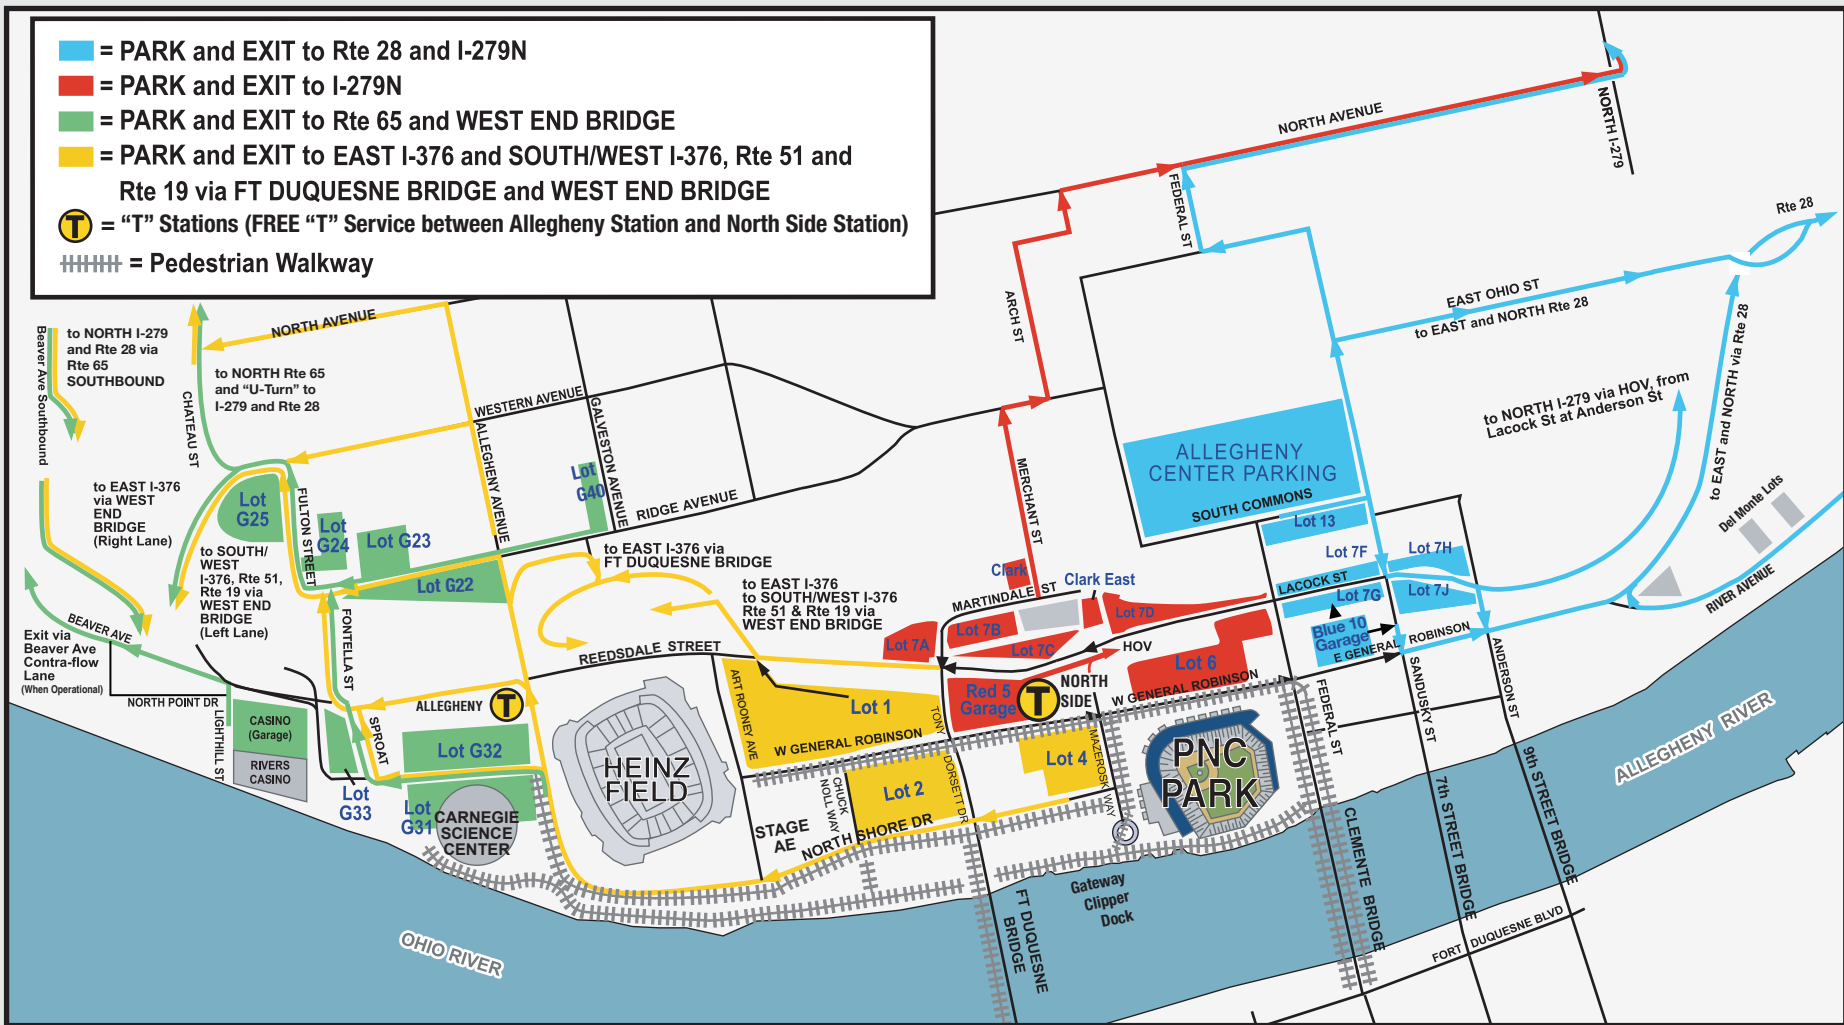 = PARK and EXIT to Rte 28 and I-279N
= PARK and EXIT to I-279N
= PARK and EXIT to Rte 65 and WEST END BRIDGE
= PARK and EXIT to EAST I-376 and SOUTH/WEST I-376, Rte 51 and
Rte 19 via FT DUQUESNE BRIDGE and WEST END BRIDGE
T = “T” Stations (FREE “T” Service between Allegheny Station and North Side Station)
= Pedestrian Walkway
NORTH AVENUE
NORTH I-279
FEDERAL ST
Rte 28
EAST OHIO ST
to EAST and NORTH Rte 28
ARCH ST
to EAST and NORTH via Rte 28
to NORTH I-279 via HOV, from
Lacock St at Anderson St
Del Monte Lots
RIVER AVENUE
NORTH AVENUE
Beaver Ave Southbound
to NORTH I-279
and Rte 28 via
Rte 65
SOUTHBOUND
to NORTH Rte 65
and “U-Turn” to
I-279 and Rte 28
CHATEAU ST
WESTERN AVENUE
ALLEGHENY AVENUE
GALVESTON AVENUE
RIDGE AVENUE
MERCHANT ST
ALLEGHENY
CENTER PARKING
SOUTH COMMONS
Lot 13
Lot 7F
Lot 7H
LACOCK ST
Lot 7G
Lot 7J
Blue 10
Garage
E GENERAL ROBINSON
SANDUSKY ST
ANDERSON ST
to EAST I-376
via WEST
END
BRIDGE
(Right Lane)
Lot
G25
FULTON STREET
Lot
G24
Lot G23
Lot
G40
Lot G22
to SOUTH/
WEST
I-376, Rte 51,
Rte 19 via
WEST END
BRIDGE
(Left Lane)
to EAST I-376 via
FT DUQUESNE BRIDGE
to EAST I-376
to SOUTH/WEST I-376
Rte 51 & Rte 19 via
WEST END BRIDGE
Clark
Clark East
MARTINDALE ST
Lot 7A
Lot 7B
Lot 7C
Lot 7D
HOV
Lot 6
BEAVER AVE
Exit via
Beaver Ave
Contra-flow
Lane
(When Operational)
NORTH POINT DR
LIGHTHILL ST
FONTELLA ST
SPROAT
ALLEGHENY
T
REEDSDALE STREET
ART ROONEY AVE
Lot 1
TONY
DORSETT DR
Red 5
Garage
T
NORTH
SIDE
W GENERAL ROBINSON
W GENERAL ROBINSON
MAZEROSKI WAY
FEDERAL ST
CASINO
(Garage)
RIVERS
CASINO
Lot G32
Lot
G33
Lot
G31
CARNEGIE
SCIENCE
CENTER
HEINZ
FIELD
Lot 2
Lot 4
PNC
PARK
CHUCK
NOLL WAY
STAGE
AE
NORTH SHORE DR
Gateway
Clipper
Dock
FT DUQUESNE
BRIDGE
CLEMENTE BRIDGE
7th STREET BRIDGE
9th STREET BRIDGE
FORT DUQUESNE BLVD
ALLEGHENY RIVER
OHIO RIVER